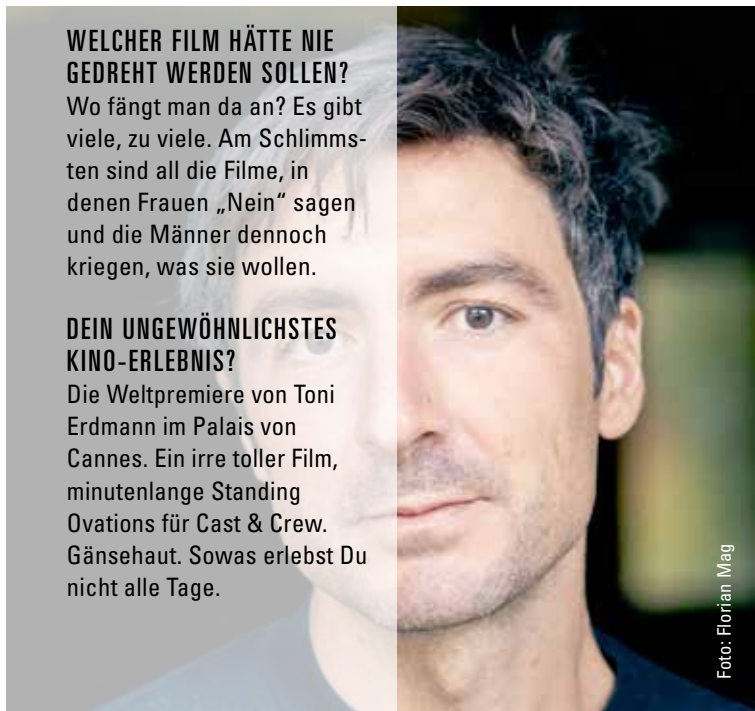 WELCHER FILM HÄTTE NIE
GEDREHT WERDEN SOLLEN?
Wo fängt man da an? Es gibt
viele, zu viele. Am Schlimms-
ten sind all die Filme, in
denen Frauen „Nein“ sagen
und die Männer dennoch
kriegen, was sie wollen.
DEIN UNGEWÖHNLICHSTES
KINO-ERLEBNIS?
Die Weltpremiere von Toni
Erdmann im Palais von
Cannes. Ein irre toller Film,
minutenlange Standing
Ovations für Cast & Crew.
Gänsehaut. Sowas erlebst Du
nicht alle Tage.
Foto: Florian Mag